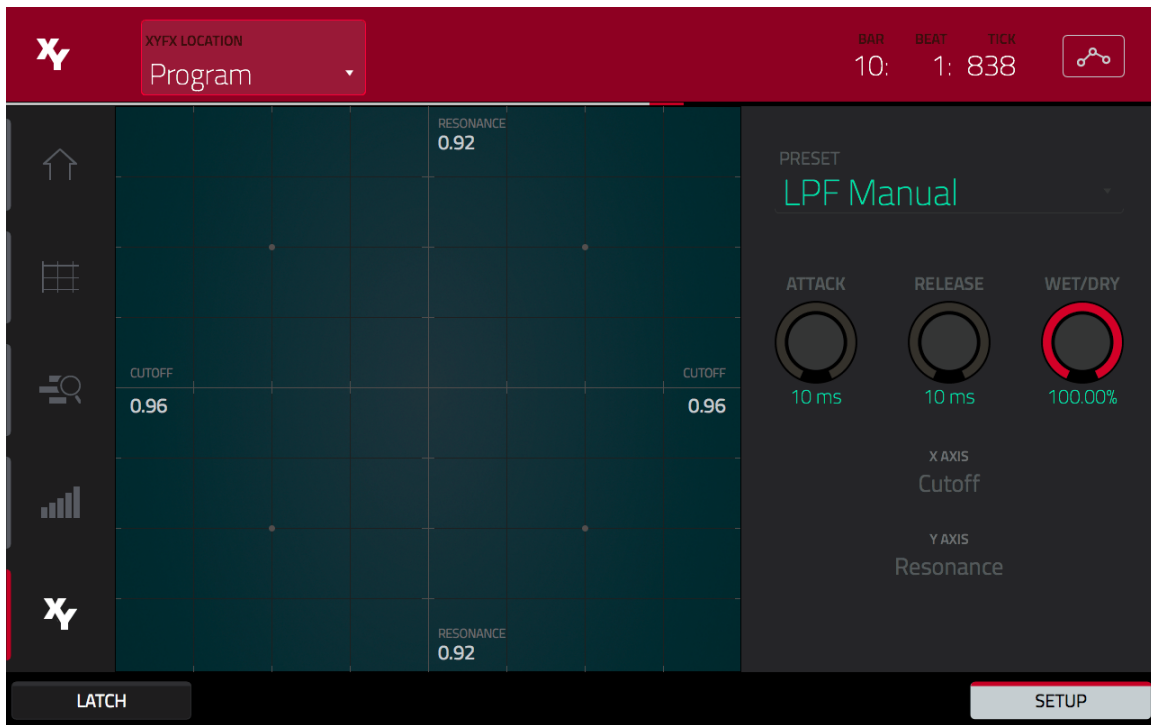 XY
XYFX LOCATION
Program
BAR BEAT TICK
10: 1: 838
RESONANCE
0.92
CUTOFF
0.96
CUTOFF
0.96
RESONANCE
0.92
PRESET
LPF Manual
ATTACK RELEASE WET/DRY
10 ms 10 ms 100.00%
X AXIS
Cutoff
Y AXIS
Resonance
XY
LATCH
SETUP